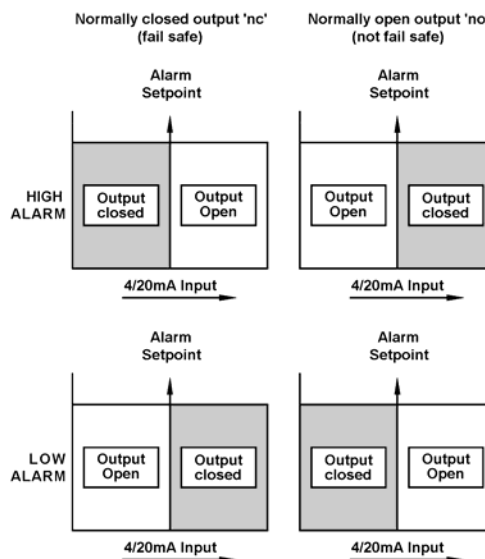 Normally closed output 'nc'
(fail safe)
Normally open output 'no
(not fail safe)
Alarm
Setpoint
Alarm
Setpoint
HIGH
ALARM
Output
closed
Output
Open
Output
Open
Output
closed
4/20mA Input
4/20mA Input
Alarm
Setpoint
Alarm
Setpoint
LOW
ALARM
Output
Open
Output
closed
Output
closed
Output
Open
4/20mA Input
4/20mA Input